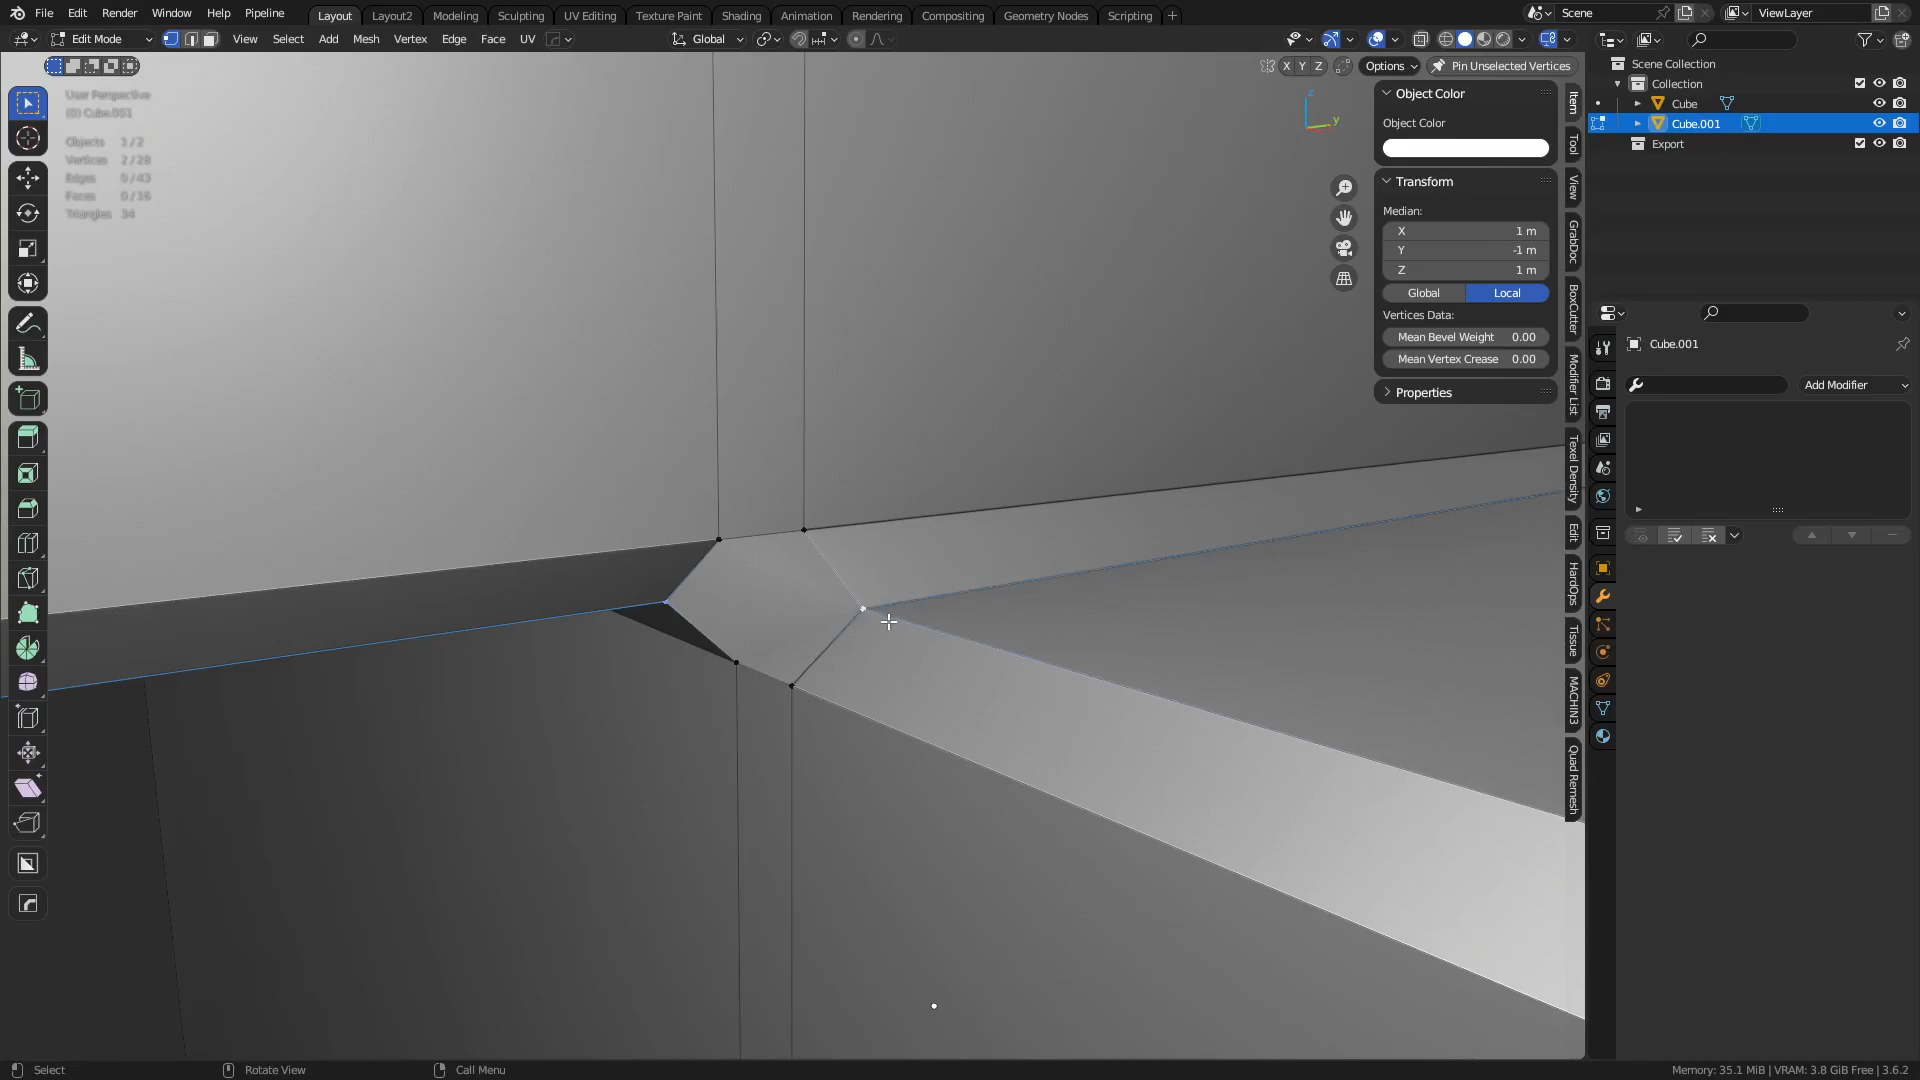 File Edit Render Window Help Pipeline Layout Layout2 Modeling Sculpting UV Editing Texture Paint Shading Animation Rendering Compositing Geometry Nodes Scripting + Scene ViewLayer
Edit Mode View Select Add Mesh Vertex Edge Face UV Global
X Y Z Options Pin Unselected Vertices
User Perspective
(0) Cube.001
Objects 1/2
Vertices 2/28
Edges 0/43
Faces 0/16
Triangles 34
z
y
Object Color
Object Color
Transform
Median:
X 1 m
Y -1 m
Z 1 m
Global Local
Vertices Data:
Mean Bevel Weight 0.00
Mean Vertex Crease 0.00
Properties
Item
Tool
View
GrabDoc
BoxCutter
Modifier List
Texel Density
Edit
HardOps
Tissue
MACHIN3
Quad Remesh
Scene Collection
Collection
Cube
Cube.001
Export
Cube.001
Add Modifier
Select Rotate View Call Menu Memory: 35.1 MiB | VRAM: 3.8 GiB Free | 3.6.2